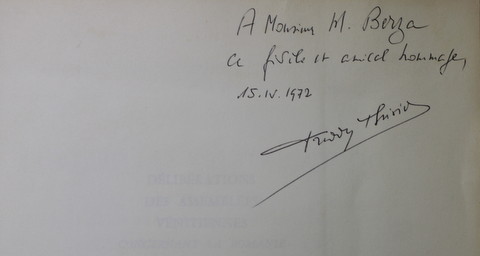 A Monsieur M. Berza
ce fidèle et amical hommage,
15.IV.1972
Freddy Thiriet